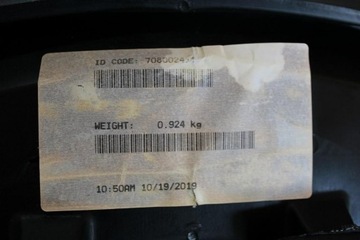 ID CODE:
WEIGHT: 0.924 kg
10:50AM 10/19/2019